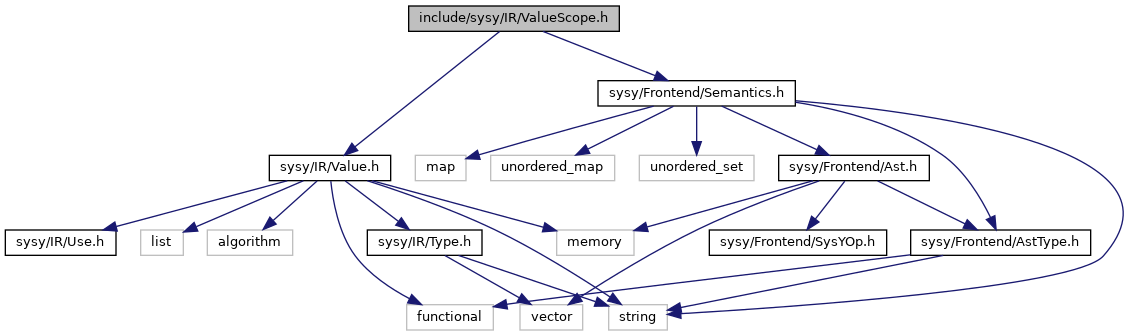 include/sysy/IR/ValueScope.h
sysy/Frontend/Semantics.h
sysy/IR/Value.h
map
unordered_map
unordered_set
sysy/Frontend/Ast.h
sysy/IR/Use.h
list
algorithm
sysy/IR/Type.h
memory
sysy/Frontend/SysYOp.h
sysy/Frontend/AstType.h
functional
vector
string